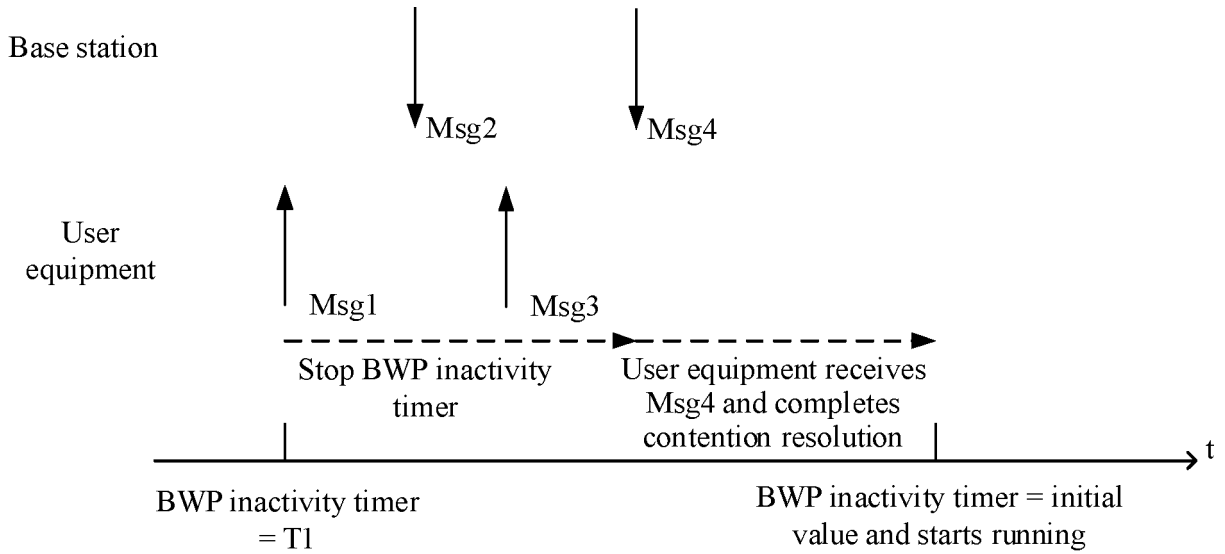 Base station
Msg2
Msg4
User
equipment
Msg1
Msg3
Stop BWP inactivity
timer
User equipment receives
Msg4 and completes
contention resolution
t
BWP inactivity timer
= T1
BWP inactivity timer = initial
value and starts running